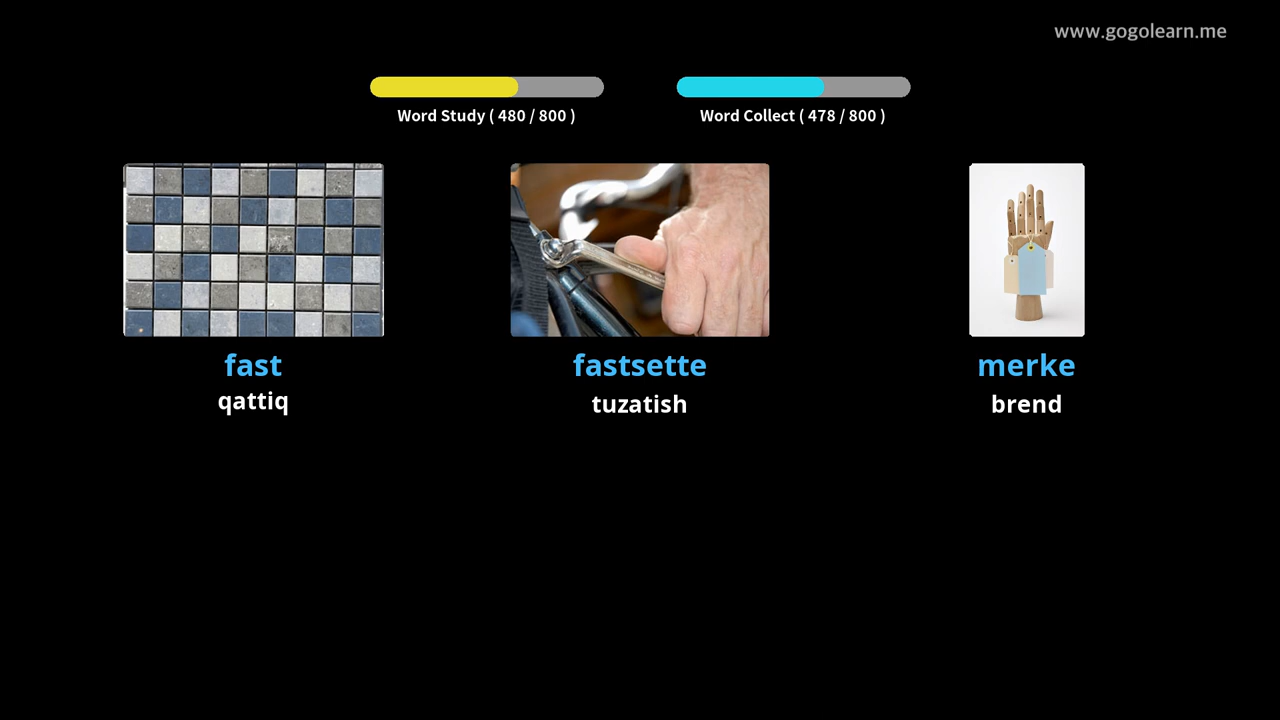 www.gogolearn.me
Word Study ( 480 / 800 )
Word Collect ( 478 / 800 )
fast
qattiq
fastsette
tuzatish
merke
brend